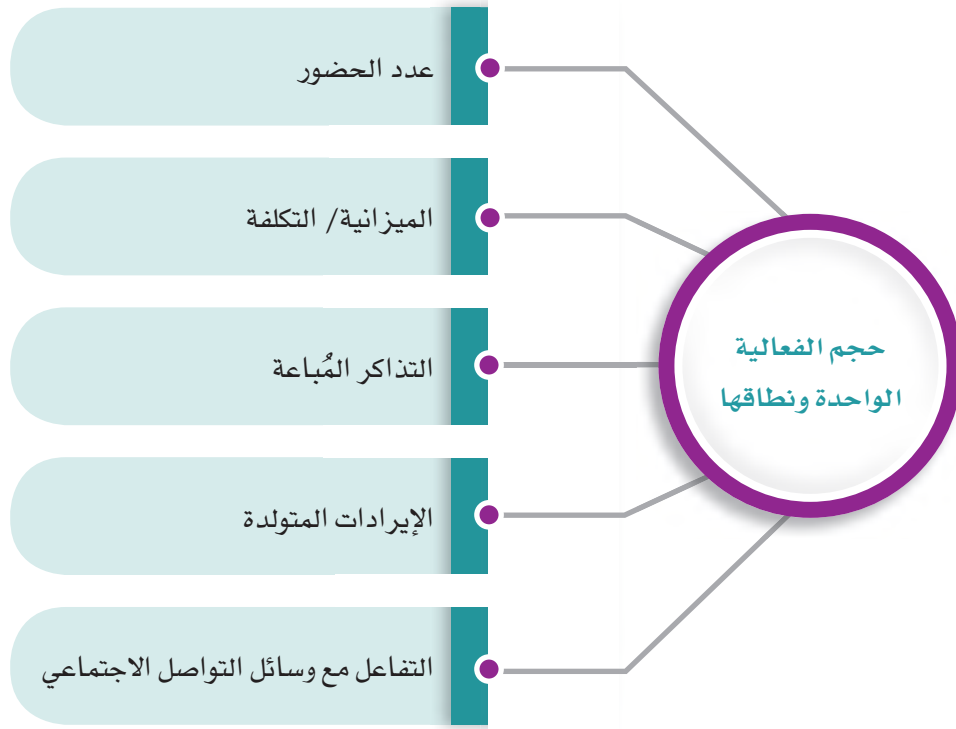 حجم الفعالية
الواحدة ونطاقها
عدد الحضور
الميزانية/ التكلفة
التذاكر المُباعة
الإيرادات المتولدة
التفاعل مع وسائل التواصل الاجتماعي